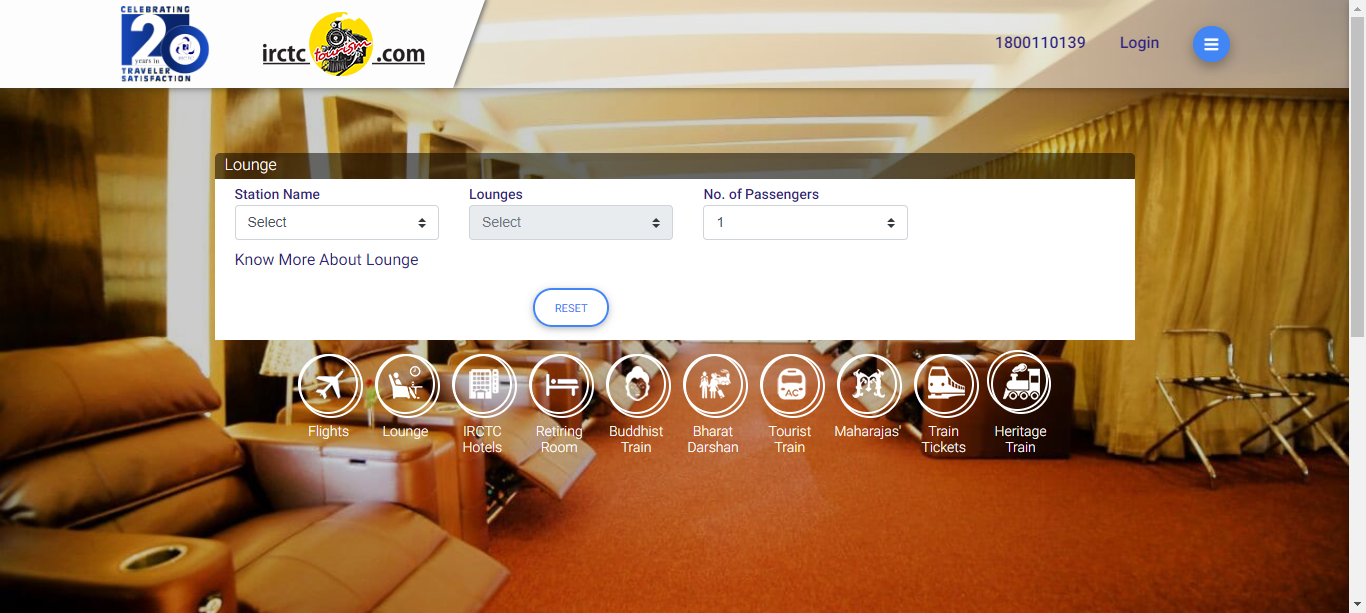 CELEBRATING
20
years in
TRAVELER
SATISFACTION
irctc tourism .com
1800110139
Login
Lounge
Station Name
Lounges
No. of Passengers
Select
Select
1
Know More About Lounge
RESET
AC
Flights
Lounge
IRCTC
Hotels
Retiring
Room
Buddhist
Train
Bharat
Darshan
Tourist
Train
Maharajas'
Train
Tickets
Heritage
Train